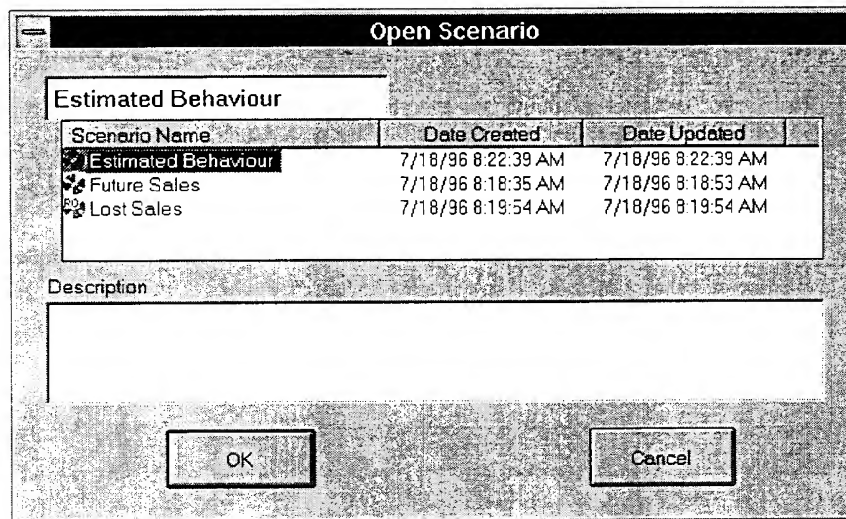 Open Scenario
Estimated Behaviour
Scenario Name Date Created Date Updated
Estimated Behaviour 7/18/96 8:22:39 AM 7/18/96 8:22:39 AM
Future Sales 7/18/96 8:18:35 AM 7/18/96 8:18:53 AM
RO Lost Sales 7/18/96 8:19:54 AM 7/18/96 8:19:54 AM
Description
OK Cancel